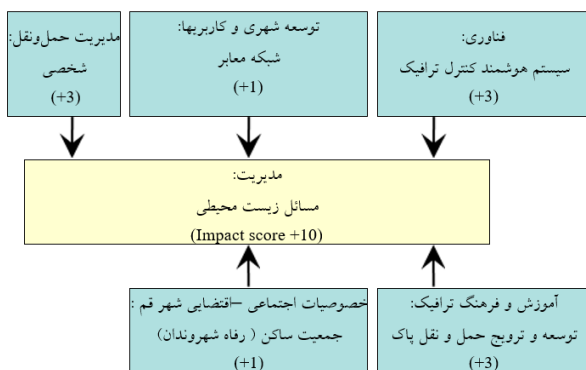 مدیریت حمل‌ونقل:
شخصی
(+3)
توسعه شهری و کاربریها:
شبکه معابر
(+1)
فناوری:
سیستم هوشمند کنترل ترافیک
(+3)
مدیریت:
مسائل زیست محیطی
(Impact score +10)
خصوصیات اجتماعی –اقتضایی شهر قم :
جمعیت ساکن ( رفاه شهروندان)
(+1)
آموزش و فرهنگ ترافیک:
توسعه و ترویج حمل و نقل پاک
(+3)